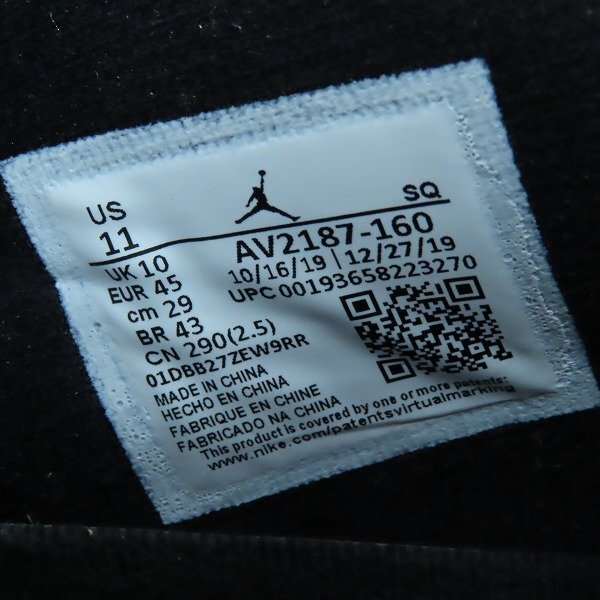 US
11
SQ
AV2187-160
10/16/19 | 12/27/19
UPC 00193658223270
UK 10
EUR 45
cm 29
BR 43
CN 290(2.5)
01DBB27ZEW9RR
MADE IN CHINA
HECHO EN CHINA
FABRIQUE EN CHINE
FABRICADO NA CHINA
This product is covered by one or more patents:
www.nike.com/patentsvirtualmarking